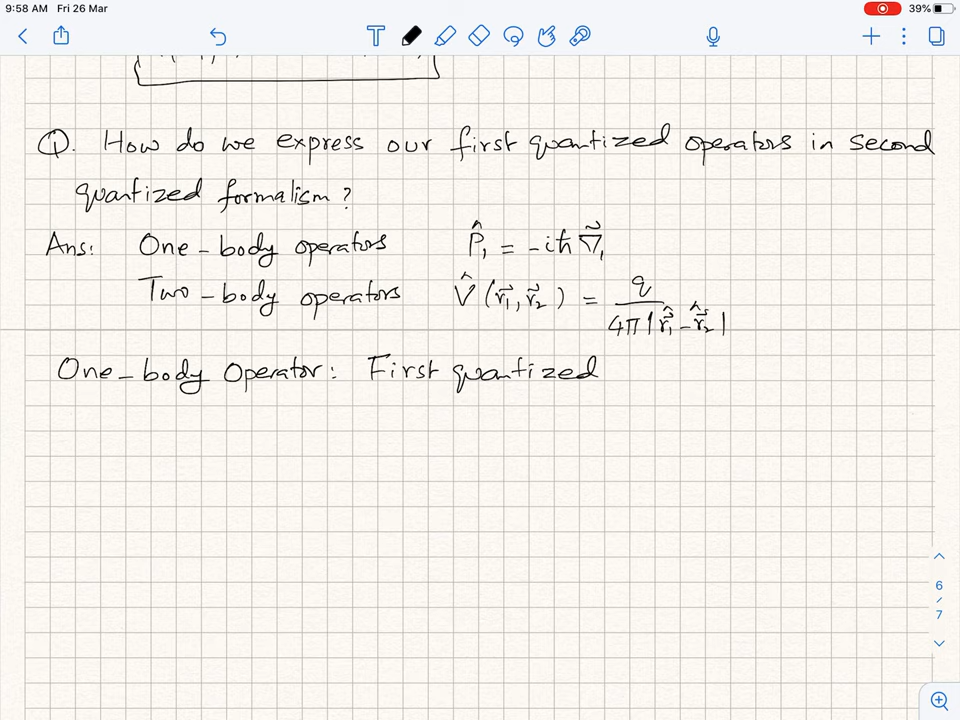 9:58 AM Fri 26 Mar
39%
Q. How do we express our first quantized operators in second
quantized formalism?
Ans: One-body operators P̂₁ = -iħ ∇⃗₁
Two-body operators V̂(r⃗₁, r⃗₂) = q / 4π|r̂⃗₁ - r̂⃗₂|
One-body Operator: First quantized
6
/
7